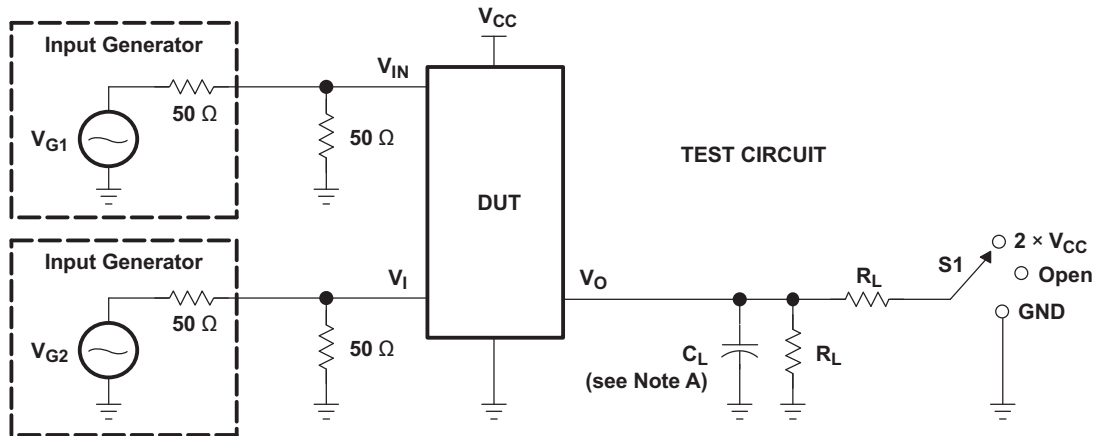 V_CC
Input Generator
V_IN
50 Ω
V_G1
50 Ω
TEST CIRCUIT
DUT
Input Generator
V_I
V_O
50 Ω
V_G2
50 Ω
C_L
(see Note A)
R_L
R_L
S1
2 × V_CC
Open
GND